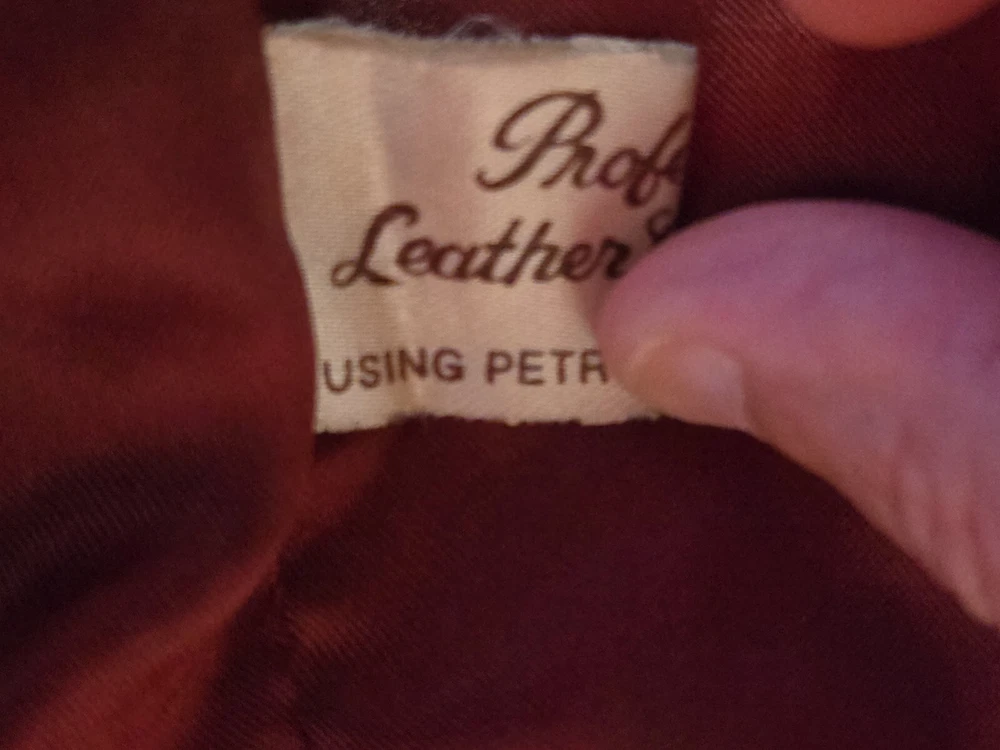 Profe
Leather
USING PETR